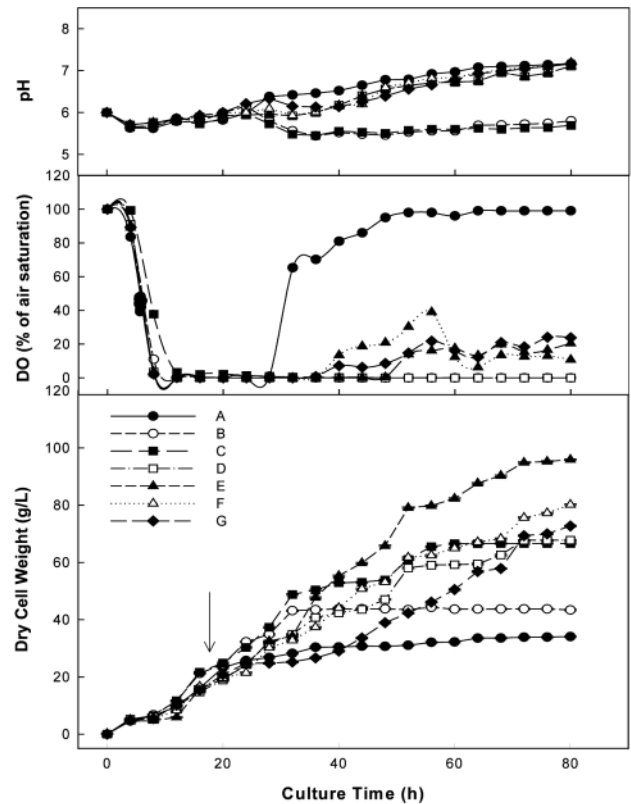 8
7
6
5
pH
120
100
80
60
40
20
0
DO (% of air saturation)
120
100
80
60
40
20
0
Dry Cell Weight (g/L)
A
B
C
D
E
F
G
0 20 40 60 80
Culture Time (h)